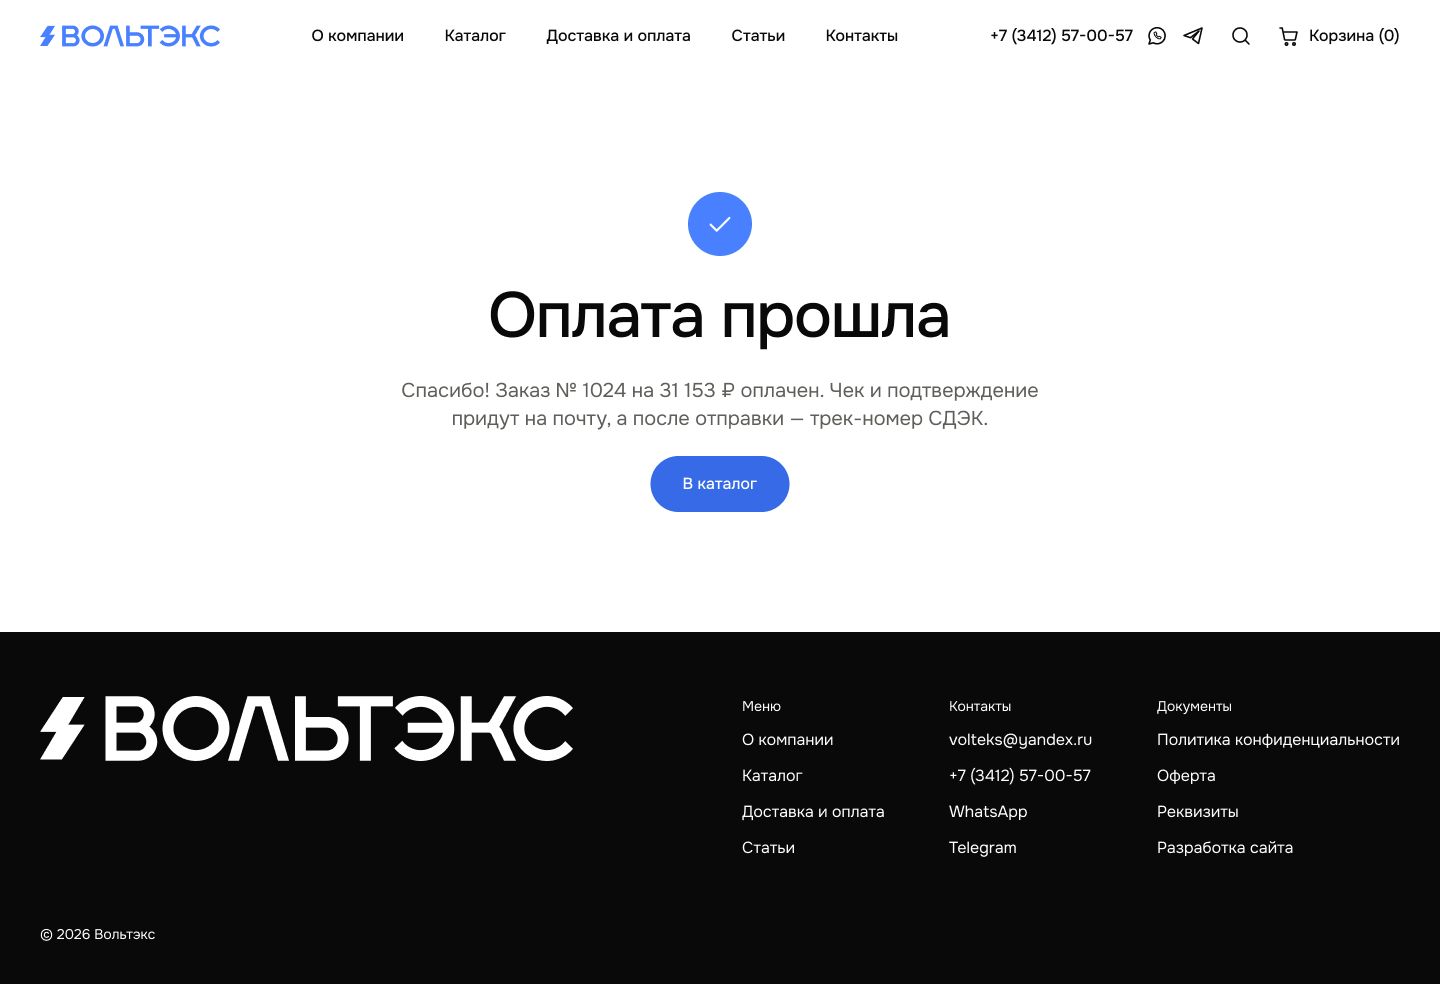 ВОЛЬТЭКС
О компании
Каталог
Доставка и оплата
Статьи
Контакты
+7 (3412) 57-00-57
Корзина (0)
Оплата прошла
Спасибо! Заказ № 1024 на 31 153 ₽ оплачен. Чек и подтверждение
придут на почту, а после отправки — трек-номер СДЭК.
В каталог
ВОЛЬТЭКС
Меню
О компании
Каталог
Доставка и оплата
Статьи
Контакты
volteks@yandex.ru
+7 (3412) 57-00-57
WhatsApp
Telegram
Документы
Политика конфиденциальности
Оферта
Реквизиты
Разработка сайта
© 2026 Вольтэкс